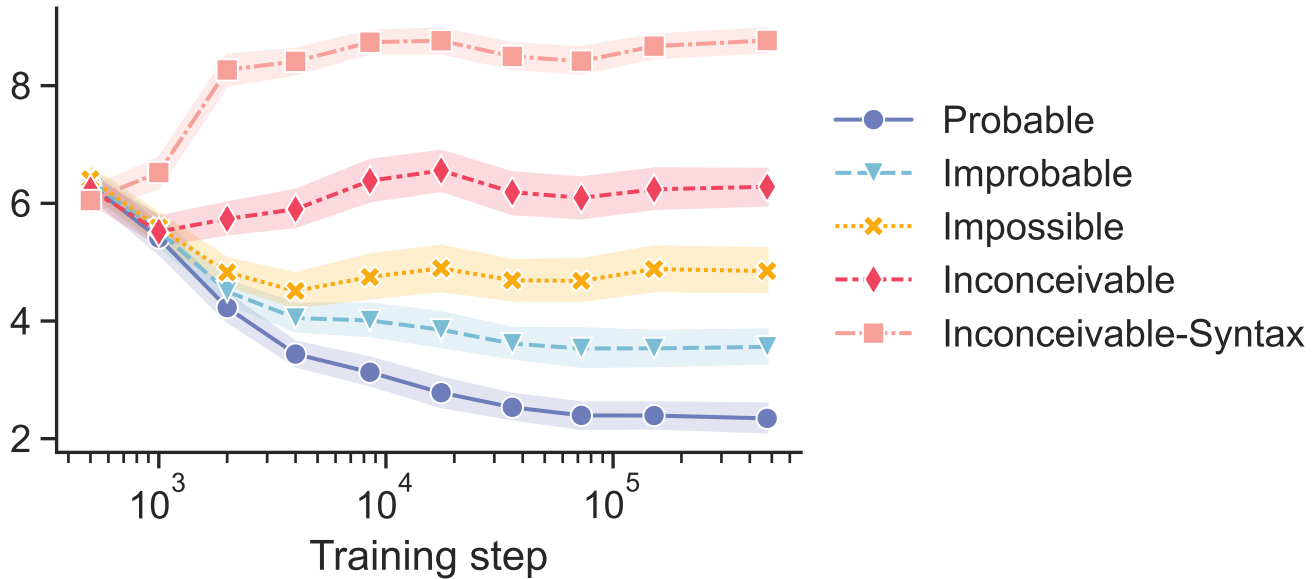 8
6
4
2
10^3
10^4
10^5
Training step
Probable
Improbable
Impossible
Inconceivable
Inconceivable-Syntax